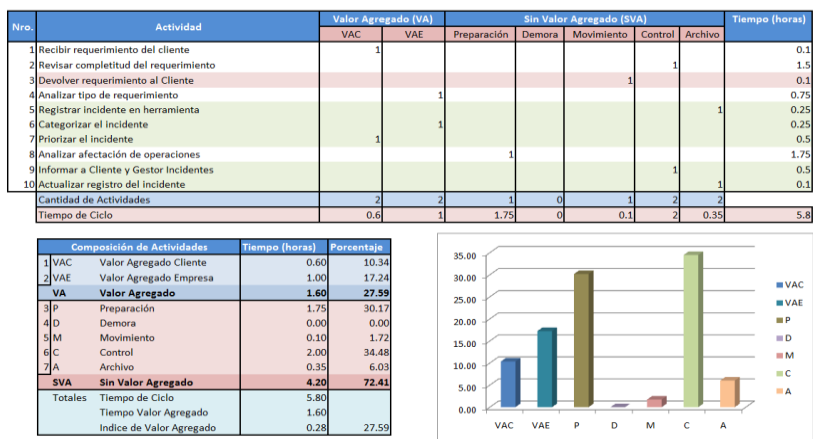 Nro. Actividad Valor Agregado (VA) Sin Valor Agregado (SVA) Tiempo (horas)
VAC VAE Preparación Demora Movimiento Control Archivo
1 Recibir requerimiento del cliente 1 0.1
2 Revisar completitud del requerimiento 1 1.5
3 Devolver requerimiento al Cliente 1 0.1
4 Analizar tipo de requerimiento 1 0.75
5 Registrar incidente en herramienta 1 0.25
6 Categorizar el incidente 1 0.25
7 Priorizar el incidente 1 0.5
8 Analizar afectación de operaciones 1 1.75
9 Informar a Cliente y Gestor Incidentes 1 0.5
10 Actualizar registro del incidente 1 0.1
Cantidad de Actividades 2 2 1 0 1 2 2
Tiempo de Ciclo 0.6 1 1.75 0 0.1 2 0.35 5.8
Composición de Actividades Tiempo (horas) Porcentaje
1 VAC Valor Agregado Cliente 0.60 10.34
2 VAE Valor Agregado Empresa 1.00 17.24
VA Valor Agregado 1.60 27.59
3 P Preparación 1.75 30.17
4 D Demora 0.00 0.00
5 M Movimiento 0.10 1.72
6 C Control 2.00 34.48
7 A Archivo 0.35 6.03
SVA Sin Valor Agregado 4.20 72.41
Totales Tiempo de Ciclo 5.80
Tiempo Valor Agregado 1.60
Indice de Valor Agregado 0.28 27.59
35.00
30.00
25.00
20.00
15.00
10.00
5.00
0.00
VAC VAE P D M C A
VAC
VAE
P
D
M
C
A